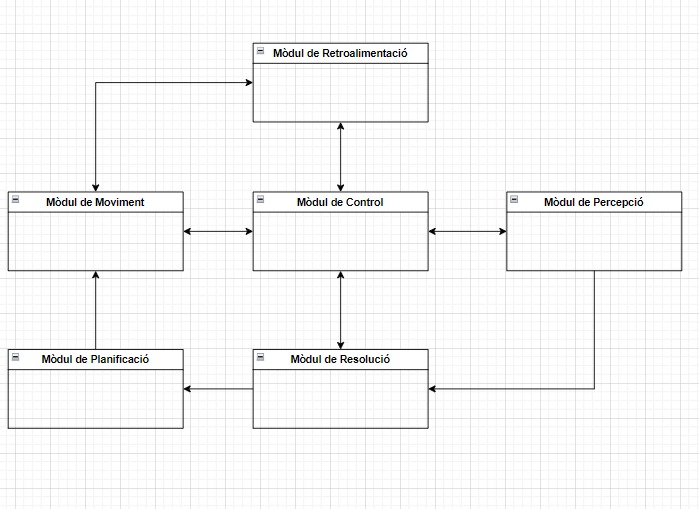 Mòdul de Retroalimentació
Mòdul de Moviment
Mòdul de Control
Mòdul de Percepció
Mòdul de Planificació
Mòdul de Resolució